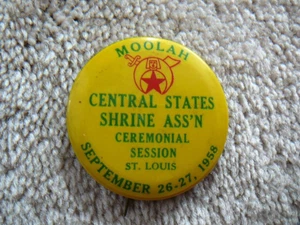 MOOLAH
CENTRAL STATES
SHRINE ASS'N
CEREMONIAL
SESSION
ST. LOUIS
SEPTEMBER 26-27, 1958